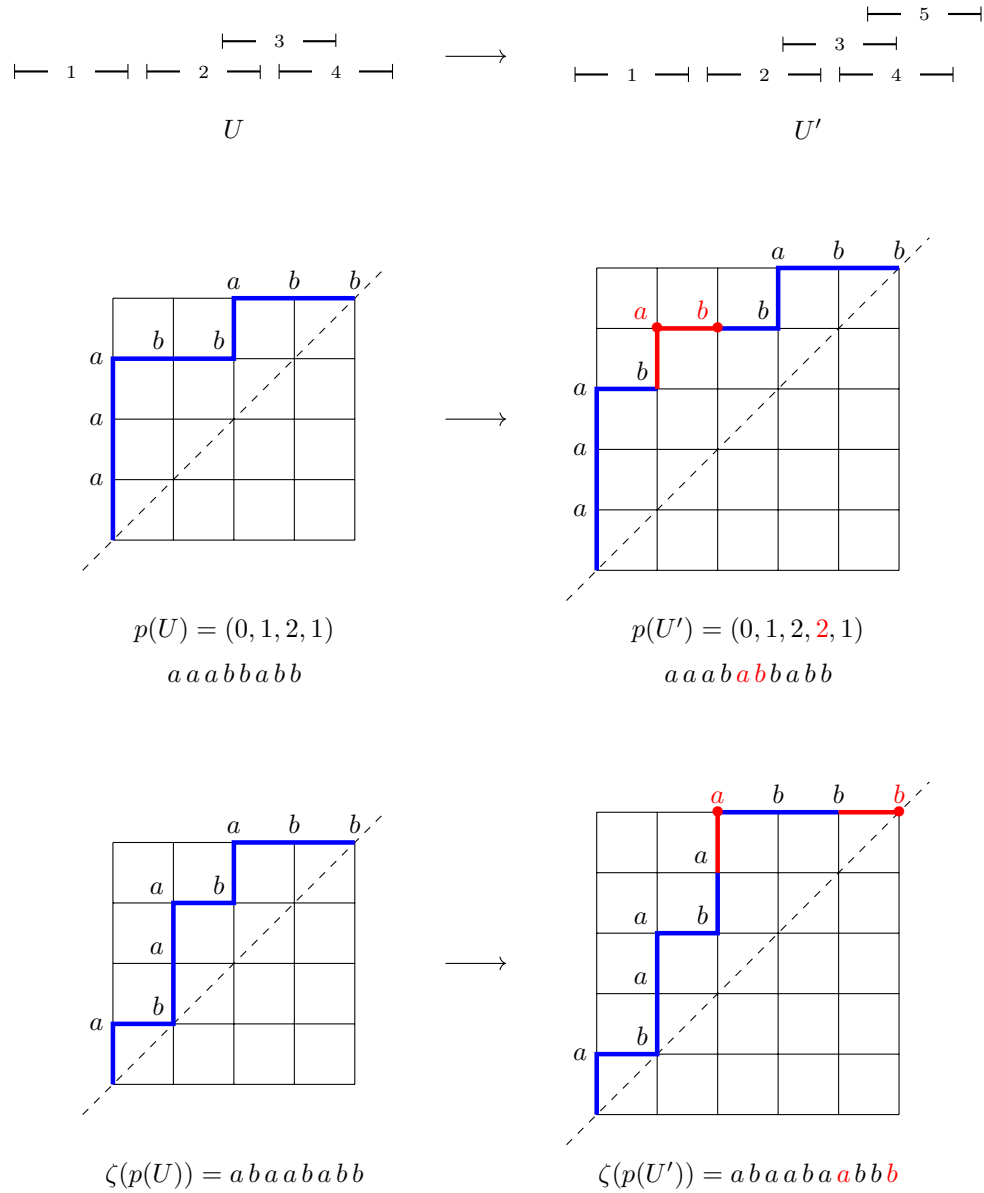 5
3 3
1 2 4 1 2 4
U U′
a b b a b b
b b a b b
a b a
a a
a a
p(U) = (0, 1, 2, 1) p(U′) = (0, 1, 2, 2, 1)
a a a b b a b b a a a b a b b a b b
a b b a b b b
a b a
a a b
b a
a b
a
ζ(p(U)) = a b a a b a b b ζ(p(U′)) = a b a a b a a b b b